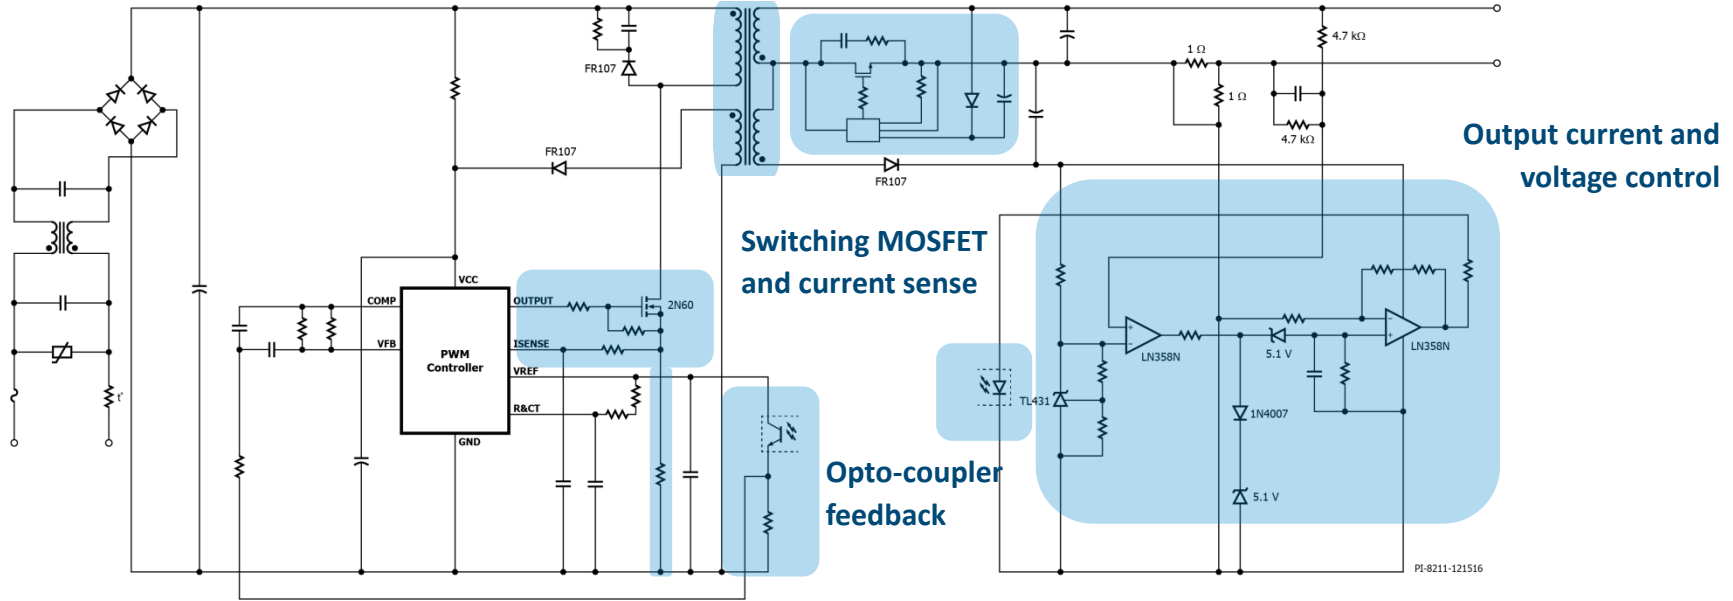 FR107
4.7 kΩ
1 Ω
1 Ω
4.7 kΩ
FR107
FR107
Output current and
voltage control
Switching MOSFET
and current sense
VCC
COMP
OUTPUT
2N60
VFB
ISENSE
PWM
Controller
VREF
R&CT
GND
LN358N
5.1 V
LN358N
TL431
1N4007
5.1 V
t°
Opto-coupler
feedback
PI-8211-121516